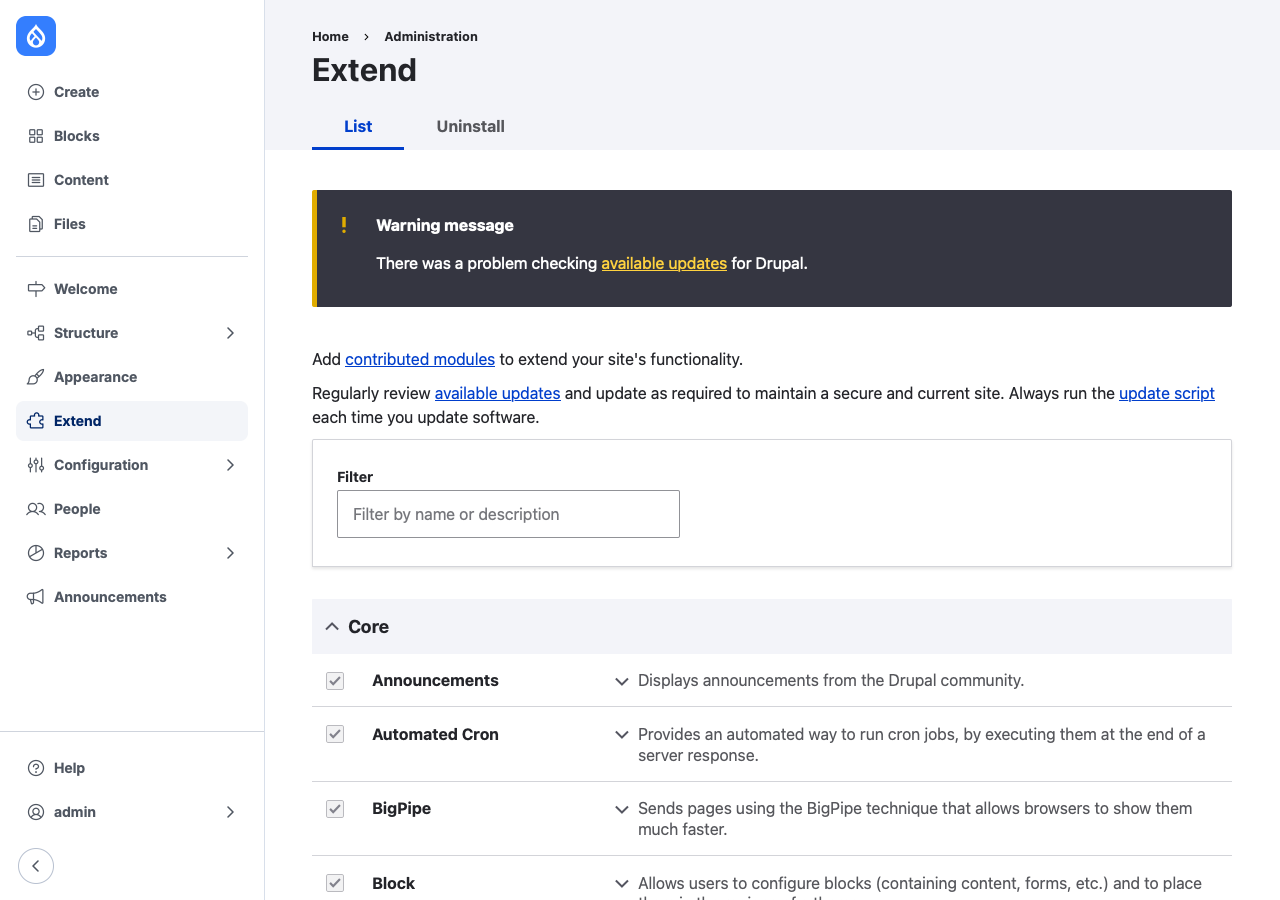 Create
Blocks
Content
Files
Welcome
Structure
Appearance
Extend
Configuration
People
Reports
Announcements
Help
admin
Home › Administration
Extend
List Uninstall
Warning message
There was a problem checking available updates for Drupal.
Add contributed modules to extend your site's functionality.
Regularly review available updates and update as required to maintain a secure and current site. Always run the update script
each time you update software.
Filter
Filter by name or description
Core
Announcements Displays announcements from the Drupal community.
Automated Cron Provides an automated way to run cron jobs, by executing them at the end of a
server response.
BigPipe Sends pages using the BigPipe technique that allows browsers to show them
much faster.
Block Allows users to configure blocks (containing content, forms, etc.) and to place